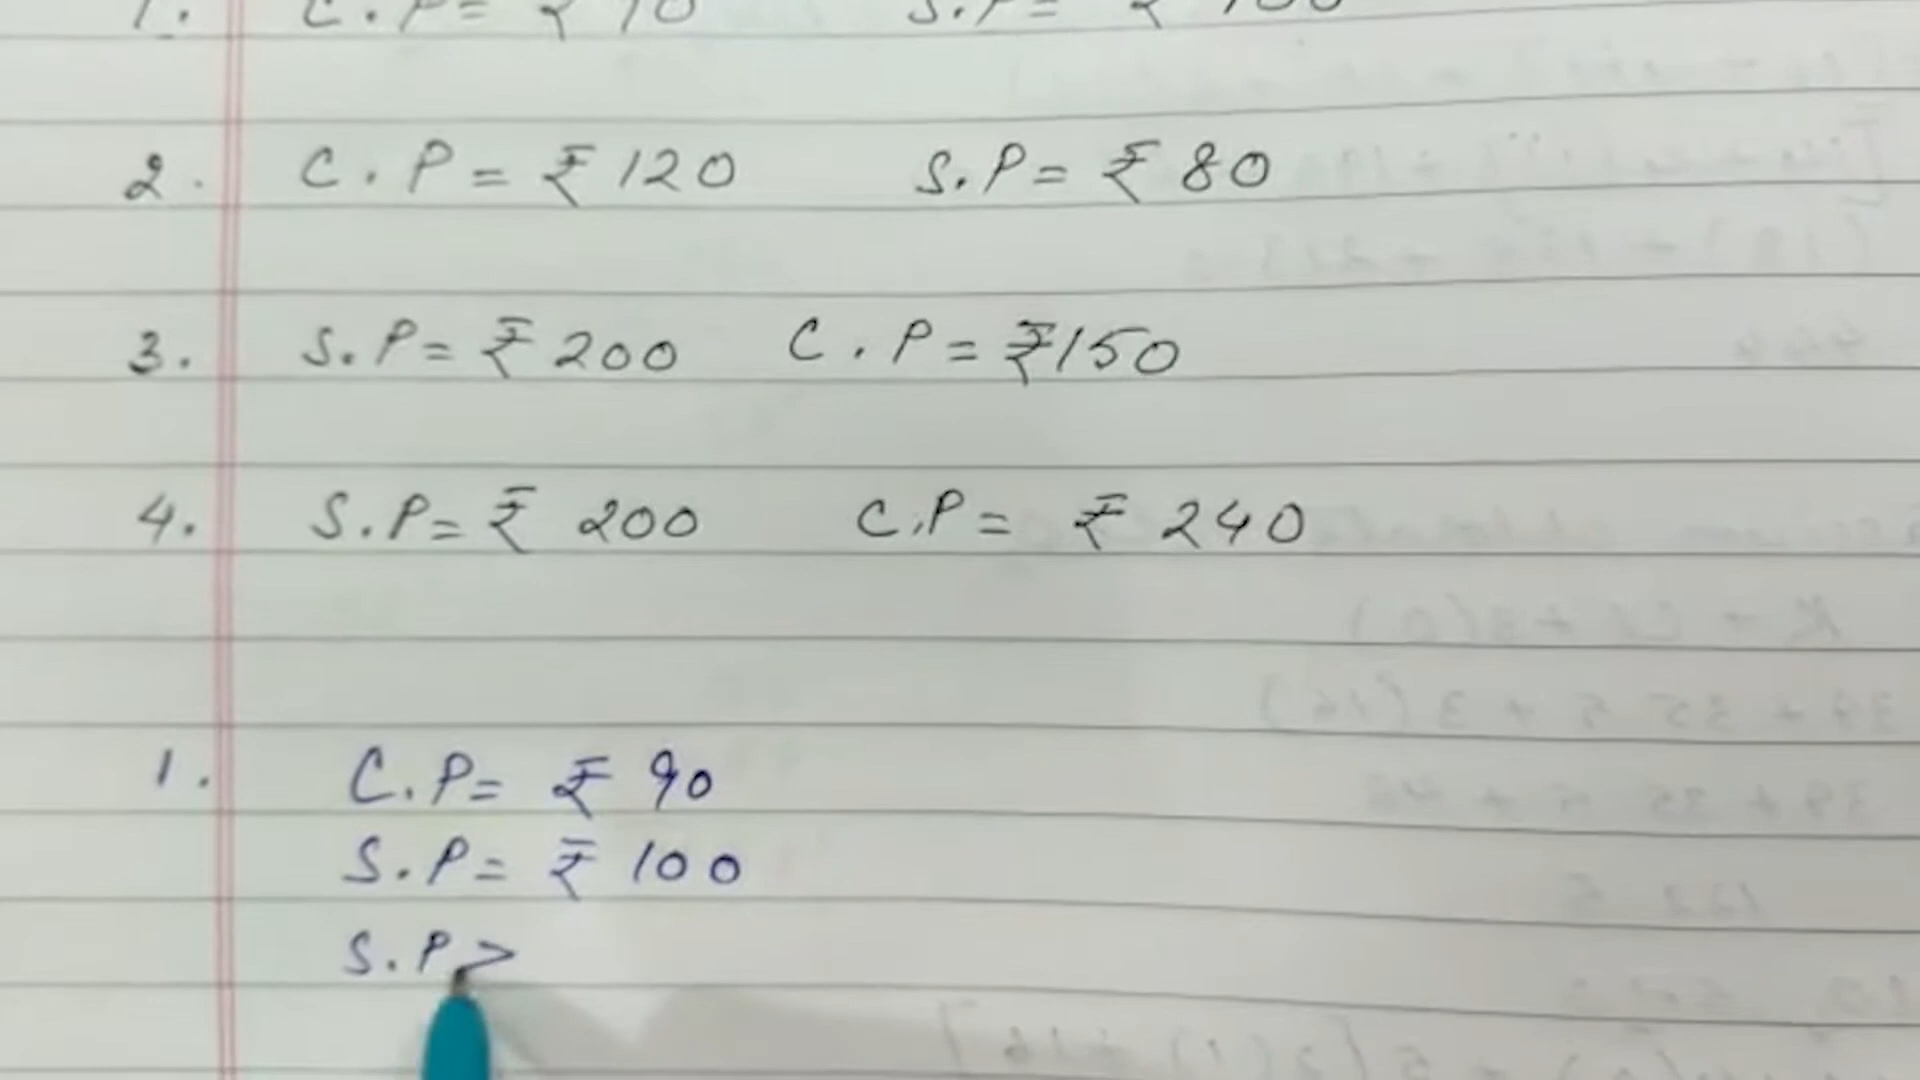 2. C.P = ₹ 120 S.P = ₹ 80
3. S.P = ₹ 200 C.P = ₹ 150
4. S.P = ₹ 200 C.P = ₹ 240
1. C.P = ₹ 90
S.P = ₹ 100
S.P >